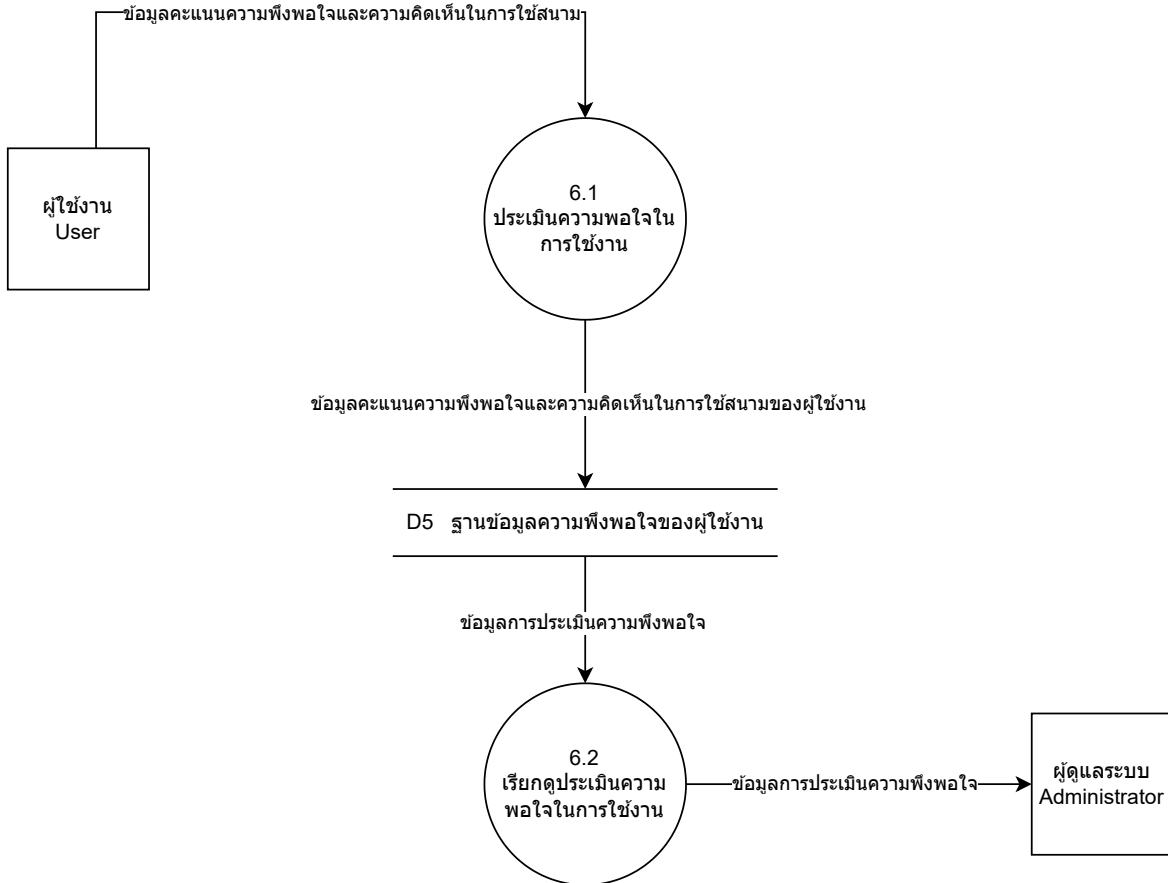 ข้อมูลคะแนนความพึงพอใจและความคิดเห็นในการใช้สนาม
ผู้ใช้งาน
User
6.1
ประเมินความพอใจใน
การใช้งาน
ข้อมูลคะแนนความพึงพอใจและความคิดเห็นในการใช้สนามของผู้ใช้งาน
D5 ฐานข้อมูลความพึงพอใจของผู้ใช้งาน
ข้อมูลการประเมินความพึงพอใจ
6.2
เรียกดูประเมินความ
พอใจในการใช้งาน
ข้อมูลการประเมินความพึงพอใจ
ผู้ดูแลระบบ
Administrator